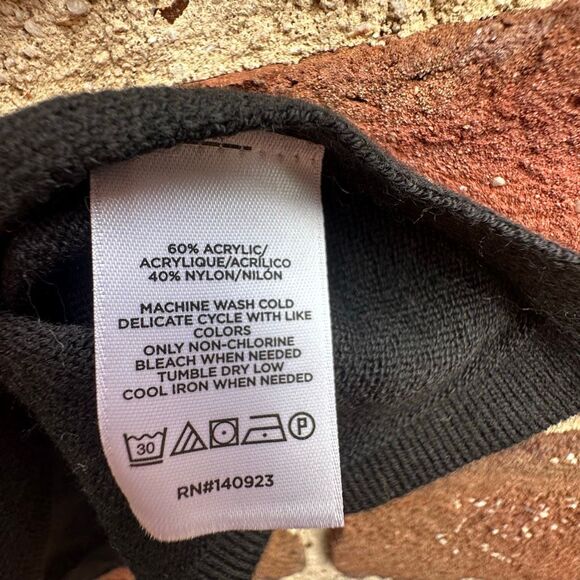 60% ACRYLIC/
ACRYLIQUE/ACRÍLICO
40% NYLON/NILÓN
MACHINE WASH COLD
DELICATE CYCLE WITH LIKE
COLORS
ONLY NON-CHLORINE
BLEACH WHEN NEEDED
TUMBLE DRY LOW
COOL IRON WHEN NEEDED
30 P
RN#140923